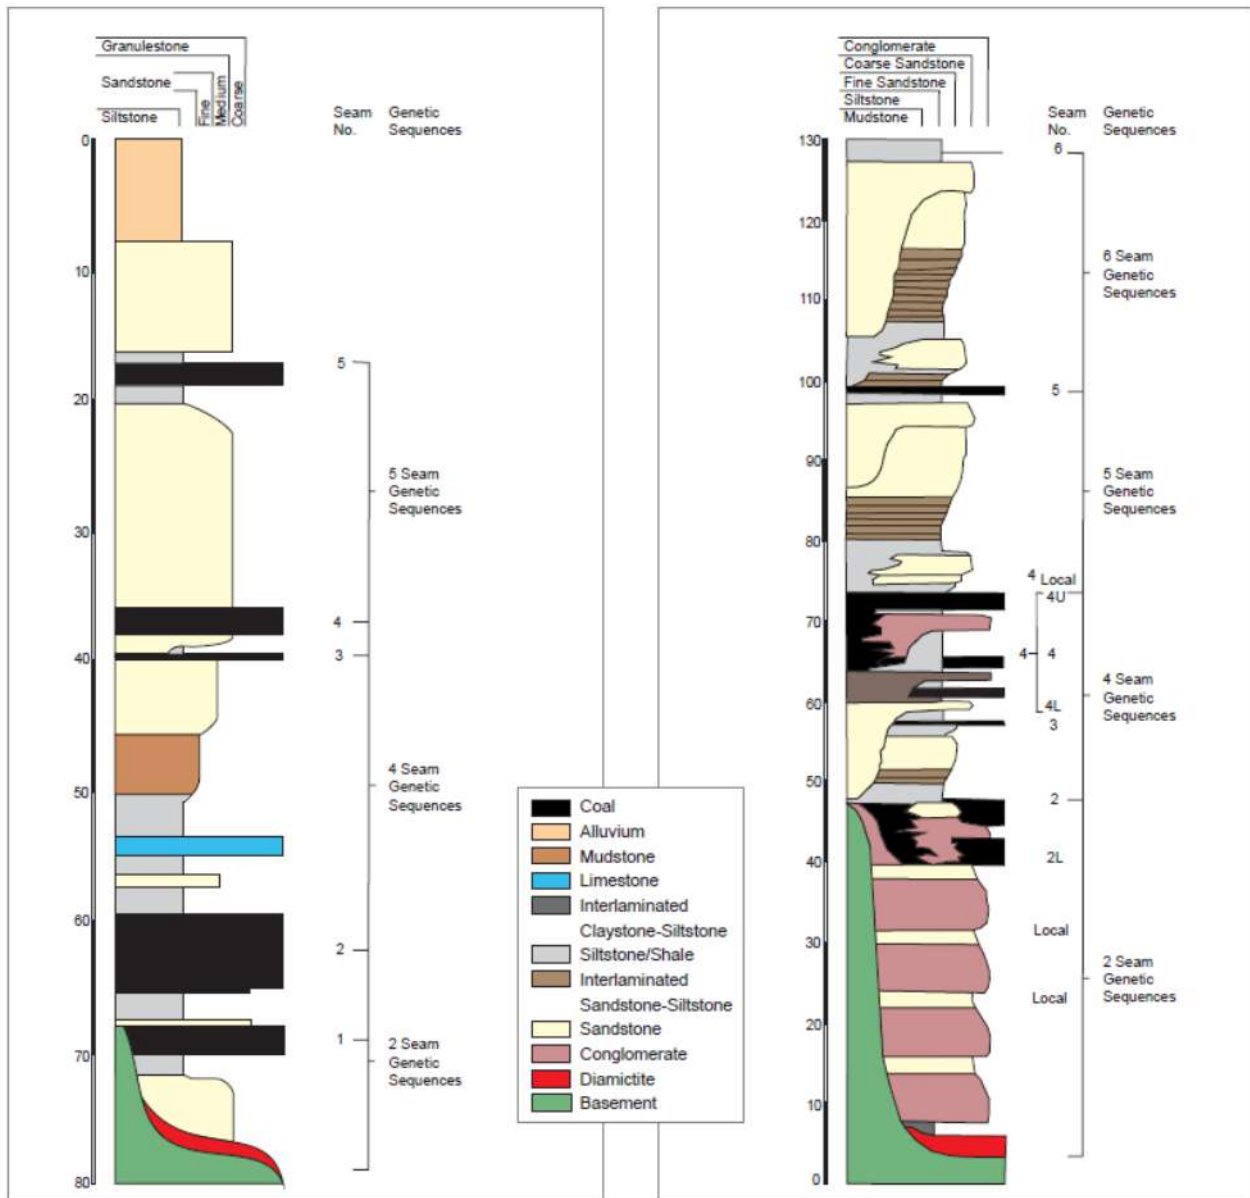 Granulestone
Sandstone
Fine
Medium
Coarse
Siltstone
Seam
No.
Genetic
Sequences
0
10
20
30
40
50
60
70
80
5
4
3
2
1
5 Seam
Genetic
Sequences
4 Seam
Genetic
Sequences
2 Seam
Genetic
Sequences
Coal
Alluvium
Mudstone
Limestone
Interlaminated
Claystone-Siltstone
Siltstone/Shale
Interlaminated
Sandstone-Siltstone
Sandstone
Conglomerate
Diamictite
Basement
Conglomerate
Coarse Sandstone
Fine Sandstone
Siltstone
Mudstone
Seam
No.
Genetic
Sequences
130
120
110
100
90
80
70
60
50
40
30
20
10
0
6
5
4 Local
4U
4 4
4L
3
2
2L
Local
Local
6 Seam
Genetic
Sequences
5 Seam
Genetic
Sequences
4 Seam
Genetic
Sequences
2 Seam
Genetic
Sequences